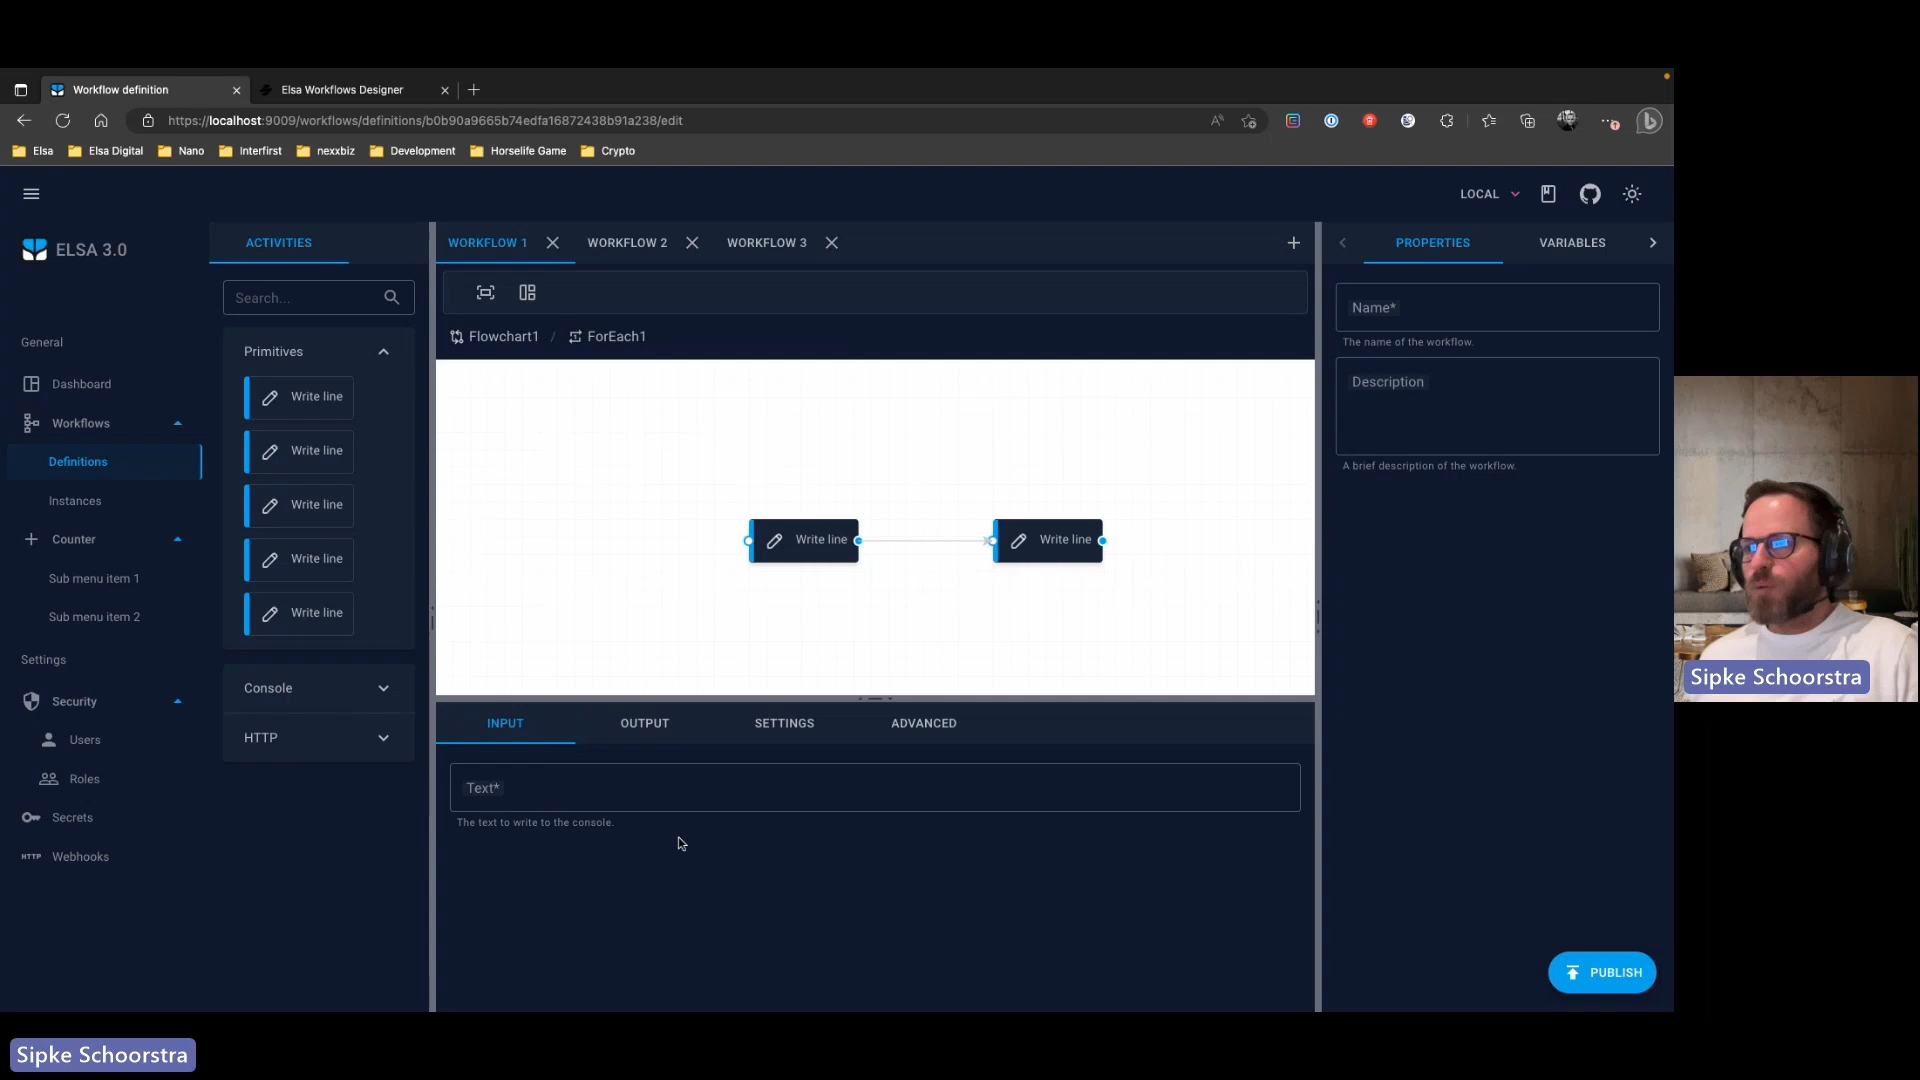 Workflow definition
Elsa Workflows Designer
https://localhost:9009/workflows/definitions/b0b90a9665b74edfa16872438b91a238/edit
Elsa
Elsa Digital
Nano
Interfirst
nexxbiz
Development
Horselife Game
Crypto
LOCAL
ELSA 3.0
General
Dashboard
Workflows
Definitions
Instances
Counter
Sub menu item 1
Sub menu item 2
Settings
Security
Users
Roles
Secrets
HTTP Webhooks
ACTIVITIES
Search...
Primitives
Write line
Write line
Write line
Write line
Write line
Console
HTTP
WORKFLOW 1
WORKFLOW 2
WORKFLOW 3
Flowchart1 / ForEach1
Write line
Write line
INPUT
OUTPUT
SETTINGS
ADVANCED
Text*
The text to write to the console.
PROPERTIES
VARIABLES
Name*
The name of the workflow.
Description
A brief description of the workflow.
PUBLISH
Sipke Schoorstra
Sipke Schoorstra